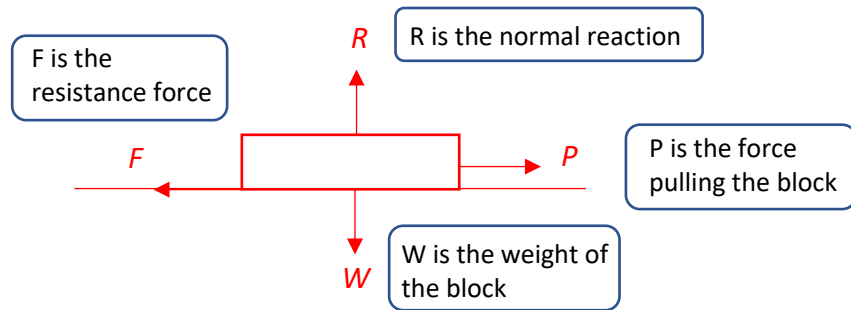 R
R is the normal reaction
F is the
resistance force
F
P
P is the force
pulling the block
W
W is the weight of
the block